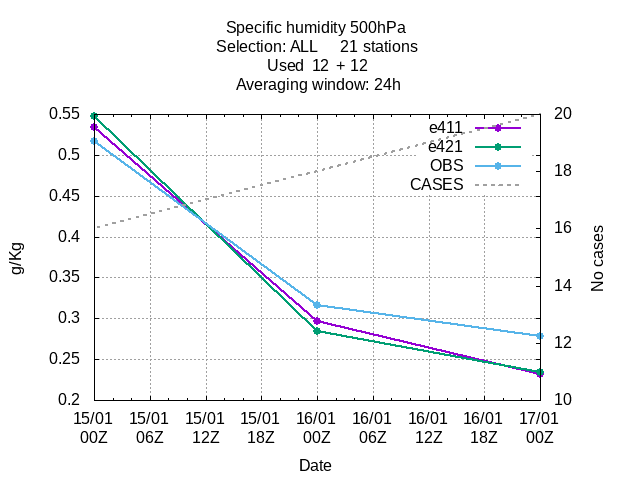 Specific humidity 500hPa
Selection: ALL 21 stations
Used 12 + 12
Averaging window: 24h
0.55
0.5
0.45
0.4
0.35
0.3
0.25
0.2
g/Kg
20
18
16
14
12
10
No cases
e411
e421
OBS
CASES
15/01 15/01 15/01 15/01 16/01 16/01 16/01 16/01 17/01
00Z 06Z 12Z 18Z 00Z 06Z 12Z 18Z 00Z
Date